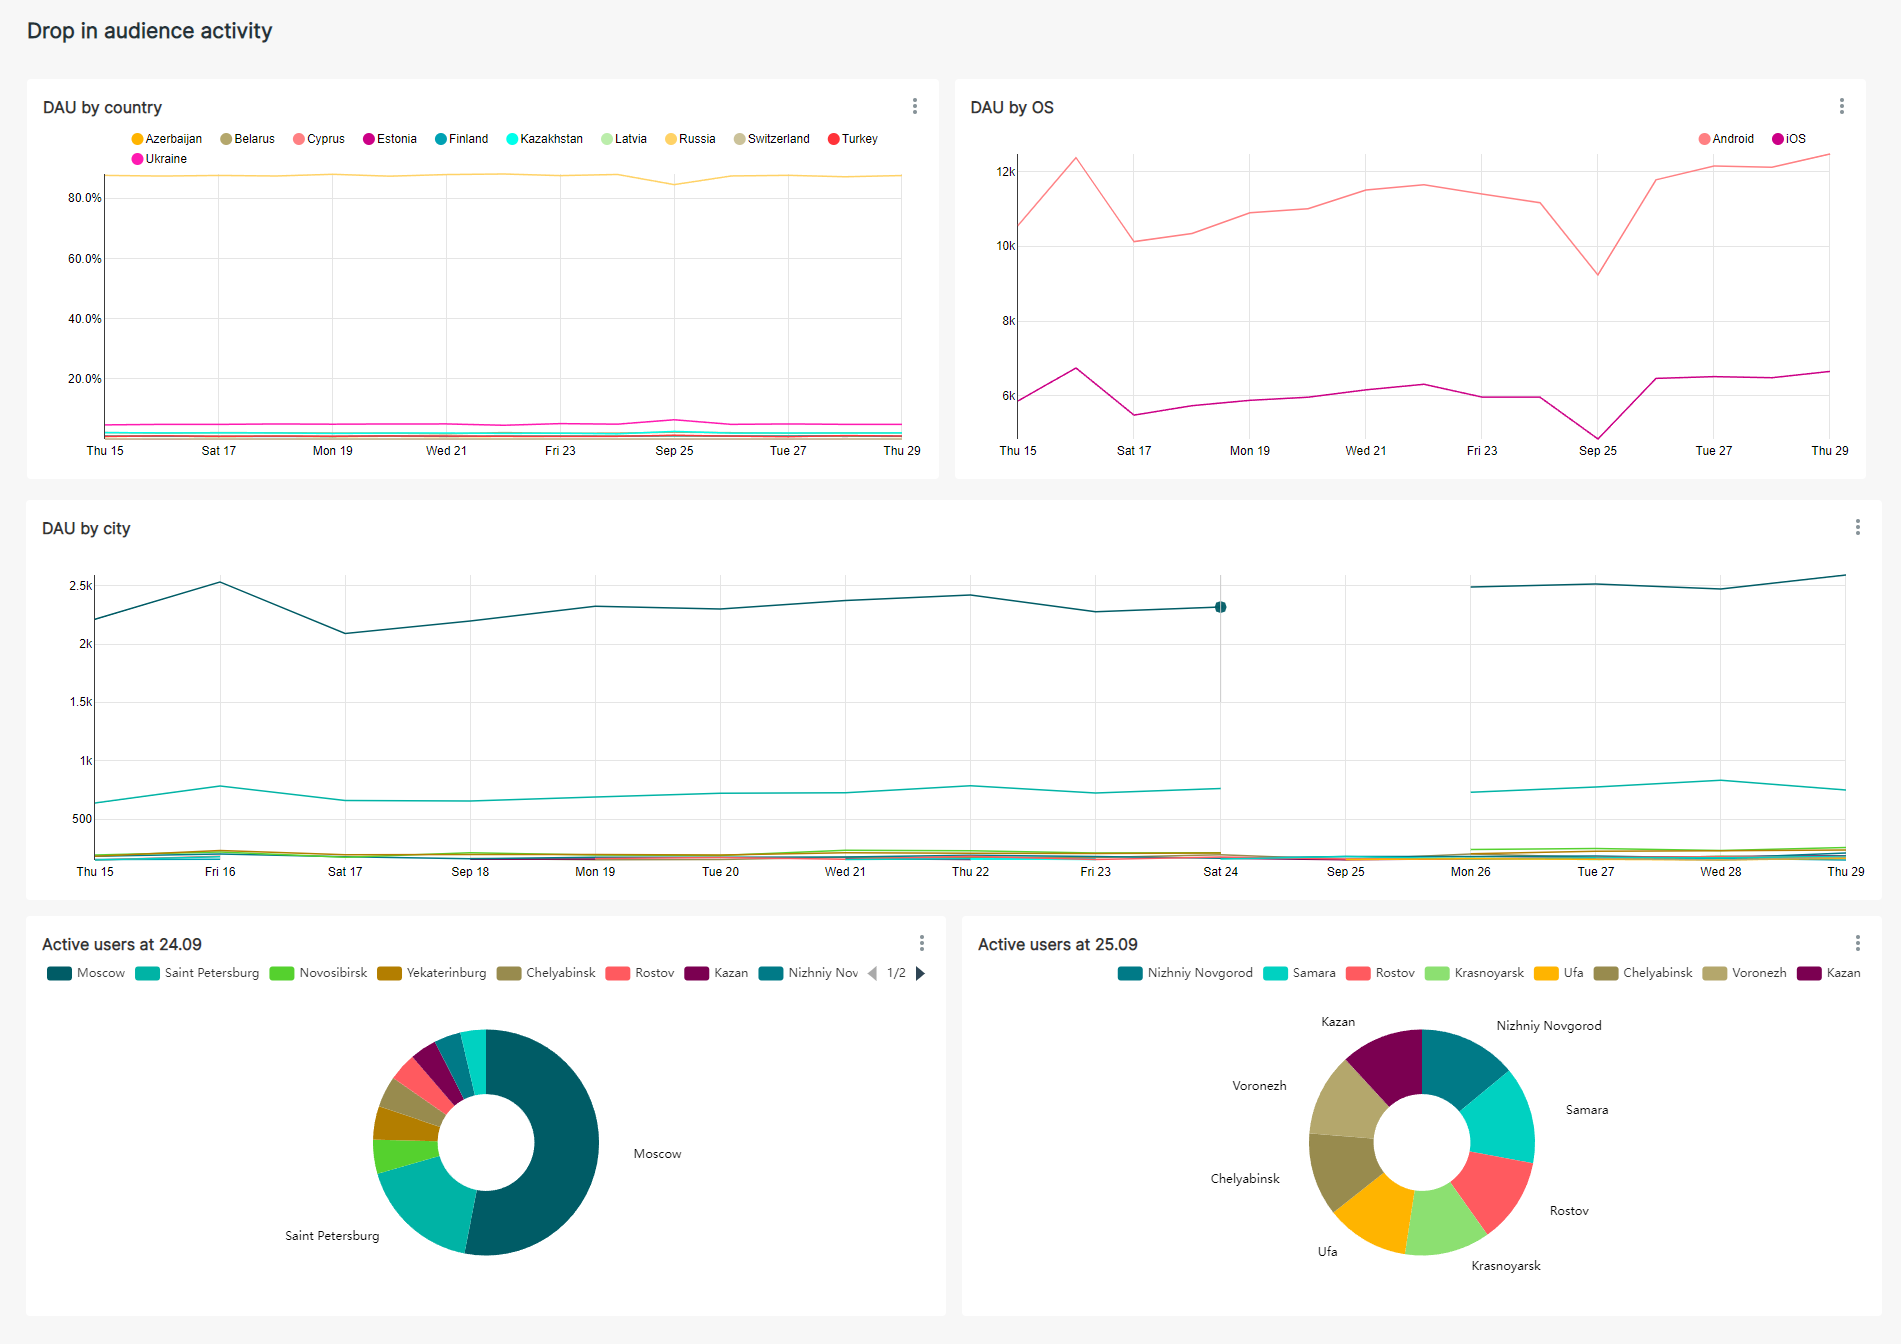 Drop in audience activity
DAU by country
Azerbaijan Belarus Cyprus Estonia Finland Kazakhstan Latvia Russia Switzerland Turkey
Ukraine
80.0%
60.0%
40.0%
20.0%
Thu 15 Sat 17 Mon 19 Wed 21 Fri 23 Sep 25 Tue 27 Thu 29
DAU by OS
Android iOS
12k
10k
8k
6k
Thu 15 Sat 17 Mon 19 Wed 21 Fri 23 Sep 25 Tue 27 Thu 29
DAU by city
2.5k
2k
1.5k
1k
500
Thu 15 Fri 16 Sat 17 Sep 18 Mon 19 Tue 20 Wed 21 Thu 22 Fri 23 Sat 24 Sep 25 Mon 26 Tue 27 Wed 28 Thu 29
Active users at 24.09
Moscow Saint Petersburg Novosibirsk Yekaterinburg Chelyabinsk Rostov Kazan Nizhniy Nov 1/2
Moscow
Saint Petersburg
Active users at 25.09
Nizhniy Novgorod Samara Rostov Krasnoyarsk Ufa Chelyabinsk Voronezh Kazan
Kazan
Nizhniy Novgorod
Voronezh
Samara
Chelyabinsk
Rostov
Ufa
Krasnoyarsk